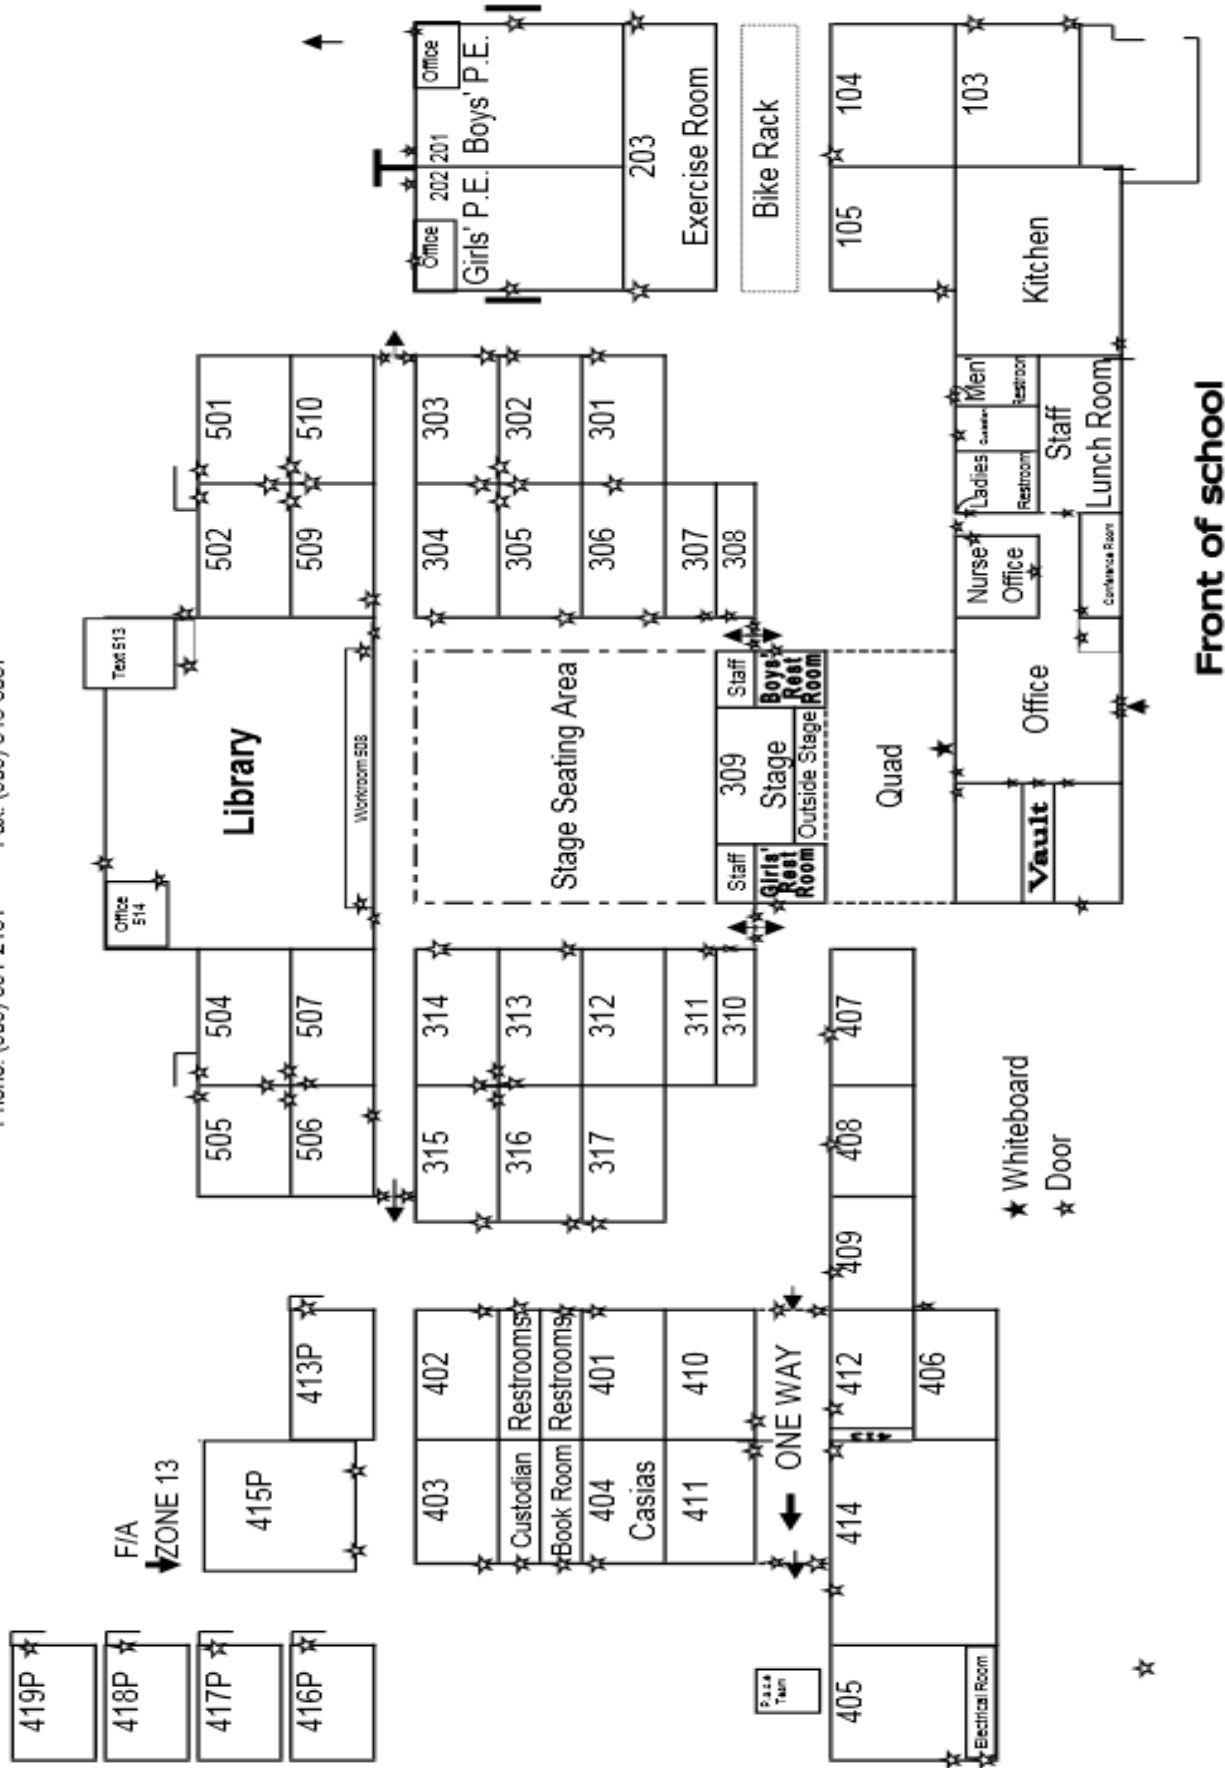 419P
418P
F/A
ZONE 13
Office
514
Text 513
417P
415P
505
504
Library
502
501
416P
413P
506
507
Workroom 508
509
510
403
402
315
314
304
303
Office
Office
202
201
Girls' P.E.
Boys' P.E.
Custodian
Restrooms
316
313
Stage Seating Area
305
302
Book Room
Restrooms
404
Casias
401
317
312
306
301
203
Exercise Room
411
410
311
307
310
Staff
309
Stage
Staff
308
Girls'
Rest
Room
Outside Stage
Boys'
Rest
Room
Bike Rack
P.a.c.e
Team
ONE WAY
405
414
412
409
408
407
Quad
105
104
406
Electrical Room
Nurse
Office
Ladies
Restroom
Custodian
Men'
Restroom
103
Whiteboard
Door
Vault
Office
Conference Room
Staff
Lunch Room
Kitchen
Front of school